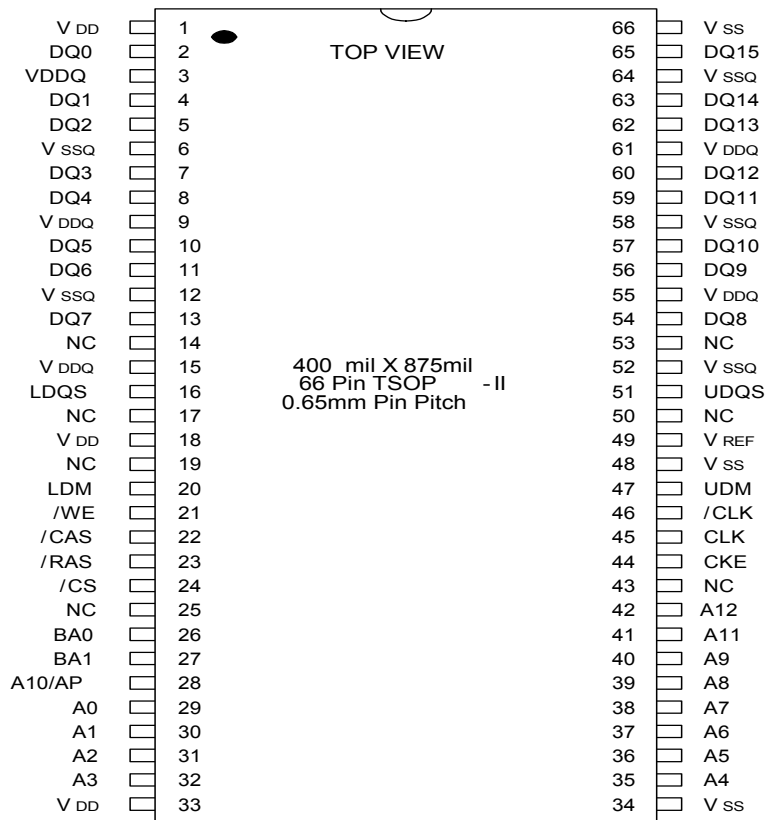 V DD 1 66 V SS
DQ0 2 TOP VIEW 65 DQ15
VDDQ 3 64 V SSQ
DQ1 4 63 DQ14
DQ2 5 62 DQ13
V SSQ 6 61 V DDQ
DQ3 7 60 DQ12
DQ4 8 59 DQ11
V DDQ 9 58 V SSQ
DQ5 10 57 DQ10
DQ6 11 56 DQ9
V SSQ 12 55 V DDQ
DQ7 13 54 DQ8
NC 14 53 NC
V DDQ 15 400 mil X 875mil 52 V SSQ
LDQS 16 66 Pin TSOP -II 51 UDQS
NC 17 0.65mm Pin Pitch 50 NC
V DD 18 49 V REF
NC 19 48 V SS
LDM 20 47 UDM
/WE 21 46 /CLK
/CAS 22 45 CLK
/RAS 23 44 CKE
/CS 24 43 NC
NC 25 42 A12
BA0 26 41 A11
BA1 27 40 A9
A10/AP 28 39 A8
A0 29 38 A7
A1 30 37 A6
A2 31 36 A5
A3 32 35 A4
V DD 33 34 V SS